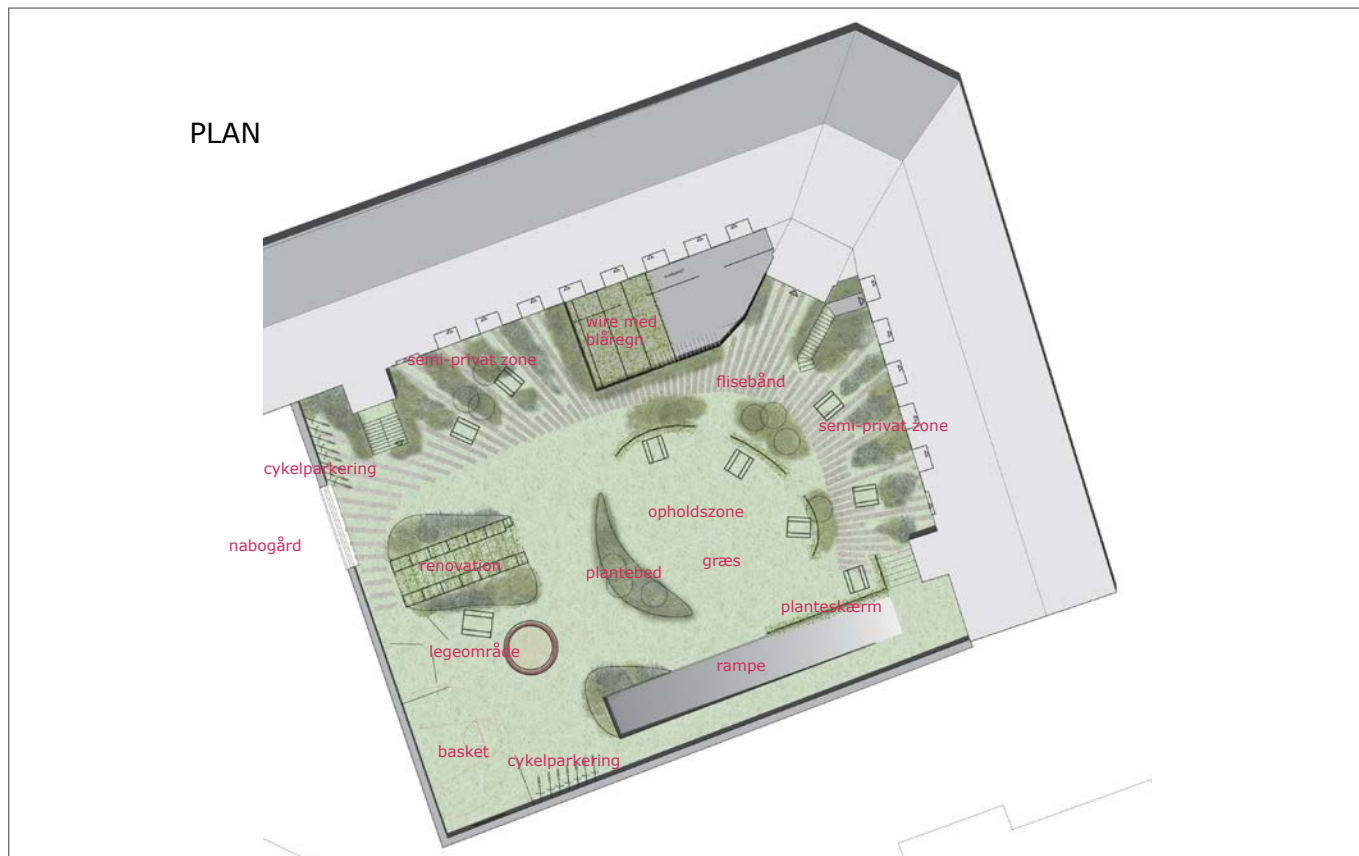 PLAN
wire med
blåregn
semi-privat zone
flisebånd
semi-privat zone
cykelparkering
opholdszone
nabogård
græs
renovation
plantebed
planteskærm
legeområde
rampe
basket
cykelparkering